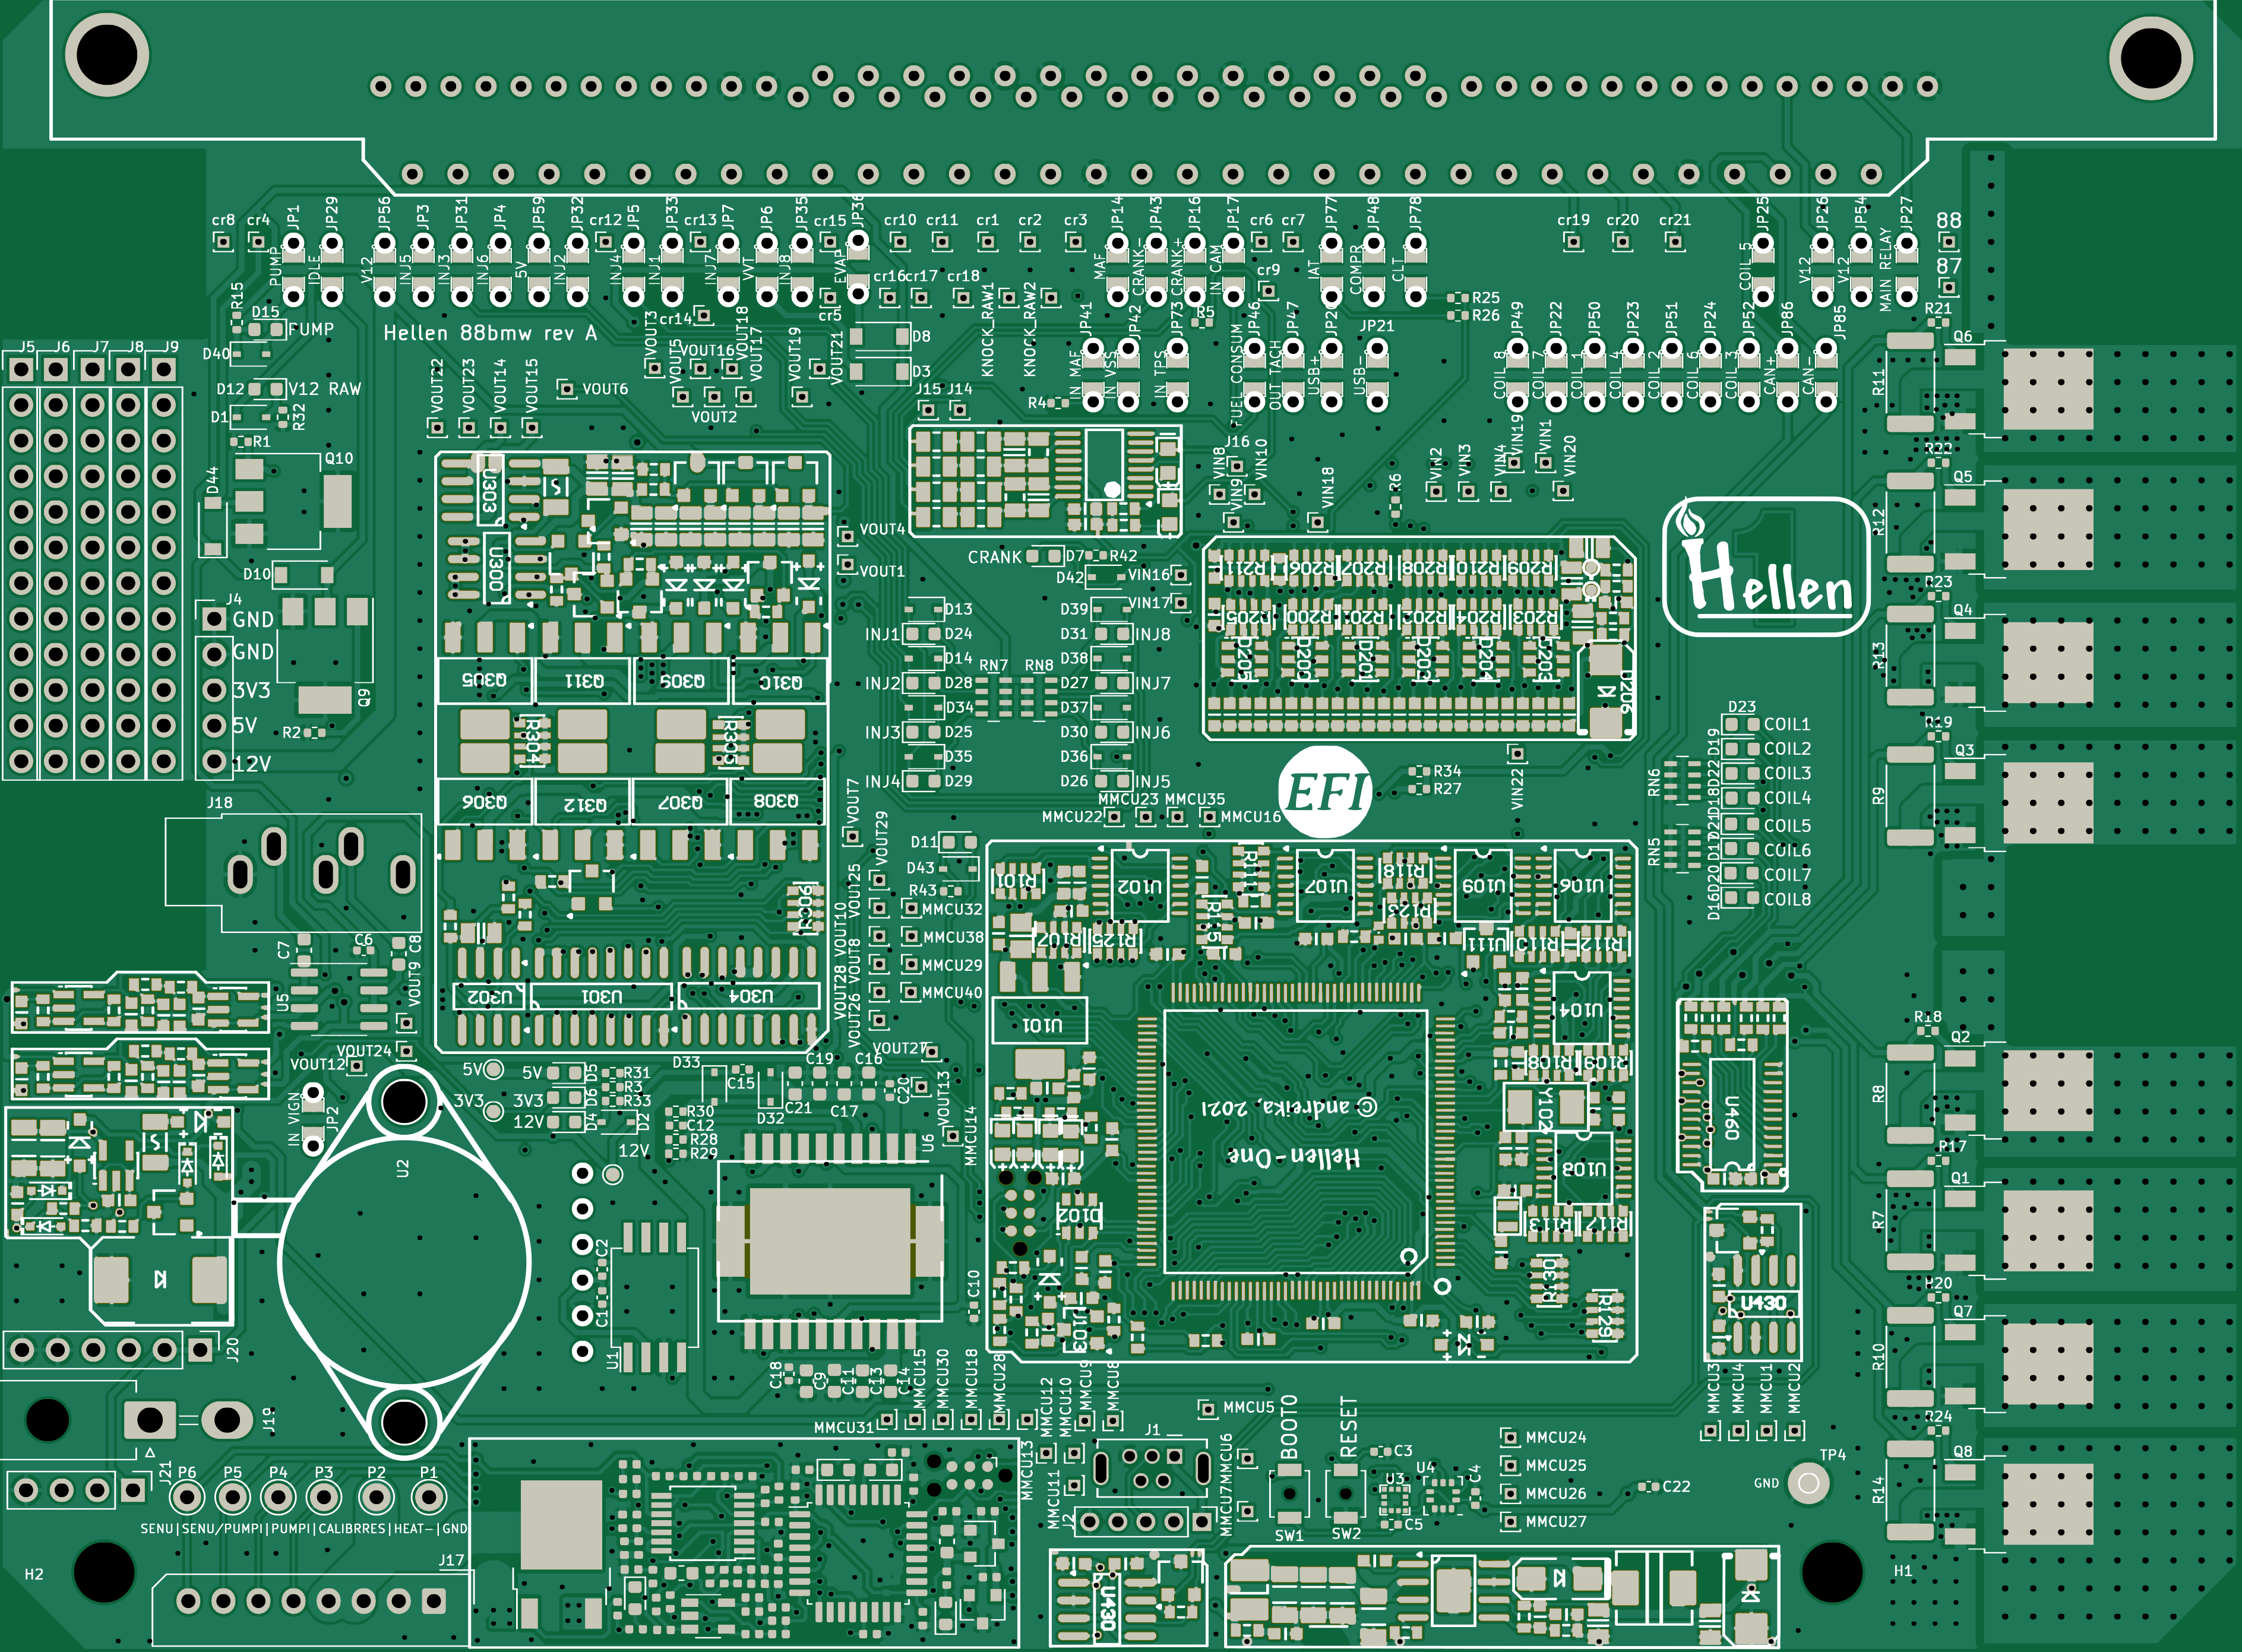 cr8 cr4 JP1 JP29 JP56 JP3 JP31 JP4 JP59 JP32 cr12 JP5 JP33 cr13 JP7 JP6 JP35 cr15 JP36 cr10 cr11 cr1 cr2 cr3 JP14 JP43 JP16 JP17 cr6 cr7 JP77 JP48 JP78 cr19 cr20 cr21 JP25 JP26 JP54 JP27 88
PUMP IDLE V12 INJ5 INJ3 INJ6 5V INJ2 INJ4 INJ1 INJ7 VVT INJ8 EVAP cr16 cr17 cr18 MAF CRANK- CRANK+ IN CAM cr9 IAT COMPR CLT COIL 5 V12 V12 MAIN RELAY 87
R15 D15 PUMP
Hellen 88bmw rev A
cr14 cr5 VOUT3 VOUT5 VOUT16 VOUT18 VOUT17 VOUT19 VOUT21 D8 D3
KNOCK_RAW1 KNOCK_RAW2
JP41 JP42 JP73 R5 JP46 JP47 JP20 JP21 R25 R26 JP49 JP22 JP50 JP23 JP51 JP24 JP52 JP86 JP85 R21 Q6
IN MAF IN VSS IN TPS FUEL CONSUM OUT TACH USB+ USB- COIL 8 COIL 7 COIL 1 COIL 4 COIL 2 COIL 6 COIL 3 CAN+ CAN- R11
J5 J6 J7 J8 J9 D40
D12 V12 RAW
D1 R32 R1
VOUT22 VOUT23 VOUT14 VOUT15 VOUT6 VOUT2 J15 J14 R4
D44 Q10
J16 VIN8 VIN9 VIN10 VIN18 R6 VIN2 VIN3 VIN4 VIN19 VIN1 VIN20 R22 Q5 R12
U303 U300
VOUT4
VOUT1
CRANK D7 R42
D42 VIN16
VIN17
D10
R211 R206 R207 R208 R210 R209
R205 R200 R201 R202 R204 R203
D205 D200 D201 D203 D204 D203 D206
Hellen
R23 Q4 R13
J4 GND
GND
3V3
5V
12V
Q9 R2
D13 D39
INJ1 D24 D31 INJ8
D14 RN7 RN8 D38
INJ2 D28 D27 INJ7
D34 D37
INJ3 D25 D30 INJ6
D35 D36
INJ4 D29 D26 INJ5
Q305 Q311 Q309 Q310
R304 R305
Q306 Q312 Q307 Q308
EFI
R34
R27
VIN22
D23 COIL1
D19 COIL2
D22 COIL3
D18 COIL4
D21 COIL5
D17 COIL6
D20 COIL7
D16 COIL8
RN6 RN5
R19 Q3 R9
J18
MMCU23 MMCU35
MMCU22 MMCU16
VOUT7 VOUT29 D11
D43
R43
VOUT25 MMCU32
VOUT10 MMCU38
VOUT8 MMCU29
VOUT28 VOUT26 MMCU40
VOUT27
C7 C6 C8 VOUT9 U5
VOUT24
VOUT12
U302 U301 U304
R101 U102 R111 U107 R118 U109 U106
R115 R123
R107 R125 U111 R112
U101 U104
R108 R109
Y102
© andreika, 2021
Hellen-One
D102 R113 R117
R130 R129
R18 Q2 R8
R17 Q1 R7
U460
U430
IN VIGN JP2
U2
5V 5V D5 R31
R3
3V3 3V3 D6 R33
12V D4 D2
12V
R30
C12
R28
R29
D33 C15 D32 C19 C16 C21 C17 C20 VOUT13 MMCU14
U6
C2 C1 U1 C10
R20 Q7 R10
J20
C18 C9 C11 C13 C14 MMCU15 MMCU30 MMCU18 MMCU28
MMCU31
MMCU12 MMCU10 MMCU9 MMCU8
MMCU5
MMCU3 MMCU4 MMCU1 MMCU2
J19
J1
BOOT0 RESET
MMCU13 MMCU11 MMCU6 MMCU7
C3 U4 U3 C4 C5
MMCU24
MMCU25
MMCU26
MMCU27
C22
TP4
GND
R24 Q8 R14
J21 P6 P5 P4 P3 P2 P1
SENU|SENU/PUMPI|PUMPI|CALIBRRES|HEAT-|GND
J2 SW1 SW2
J17
H2 H1
U430